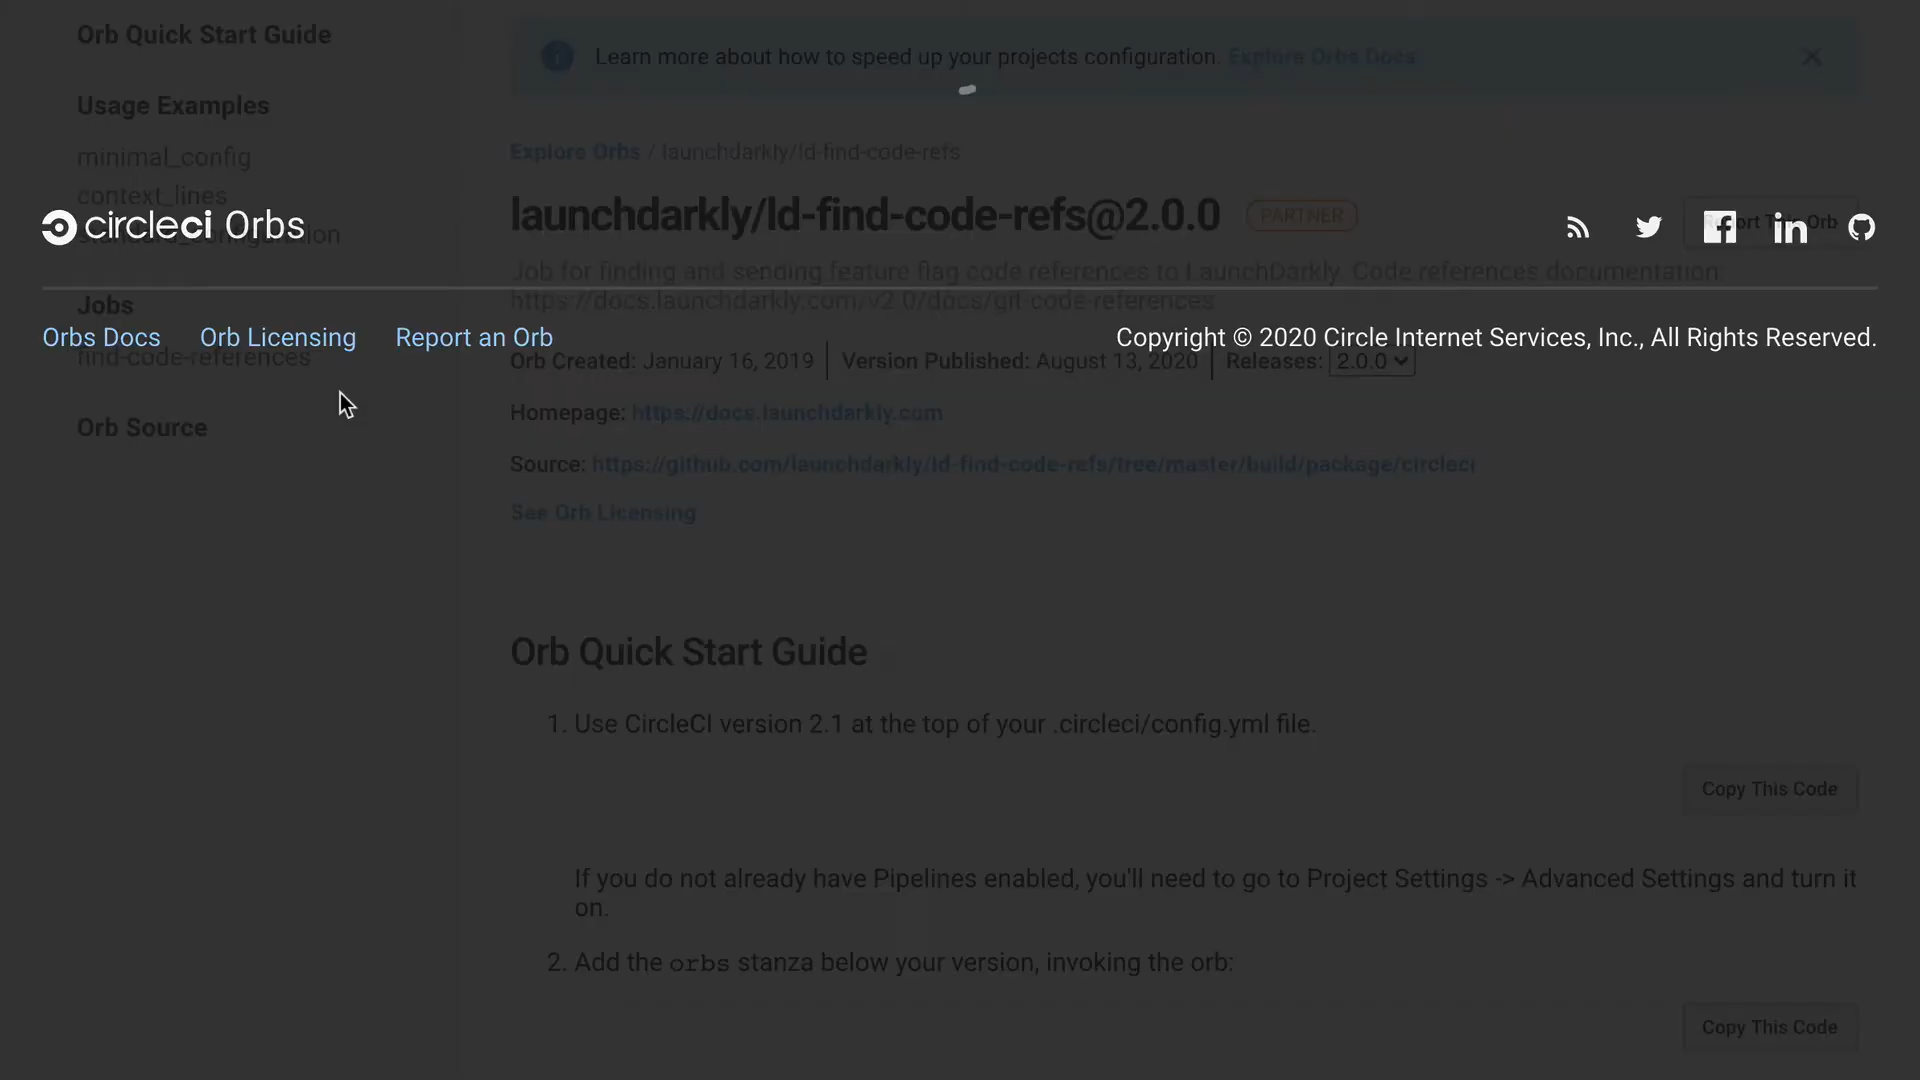 Orb Quick Start Guide
Usage Examples
minimal_config
context_lines
standard_configuration
Jobs
find-code-references
Orb Source
Learn more about how to speed up your projects configuration. Explore Orbs Docs
Explore Orbs / launchdarkly/ld-find-code-refs
launchdarkly/ld-find-code-refs@2.0.0 PARTNER
Report This Orb
Job for finding and sending feature flag code references to LaunchDarkly. Code references documentation
https://docs.launchdarkly.com/v2.0/docs/git-code-references
Orb Created: January 16, 2019 Version Published: August 13, 2020 Releases: 2.0.0
Homepage: https://docs.launchdarkly.com
Source: https://github.com/launchdarkly/ld-find-code-refs/tree/master/build/package/circleci
See Orb Licensing
circleci Orbs
Orbs Docs Orb Licensing Report an Orb
Copyright © 2020 Circle Internet Services, Inc., All Rights Reserved.
Orb Quick Start Guide
1. Use CircleCI version 2.1 at the top of your .circleci/config.yml file.
Copy This Code
If you do not already have Pipelines enabled, you'll need to go to Project Settings -> Advanced Settings and turn it
on.
2. Add the orbs stanza below your version, invoking the orb:
Copy This Code